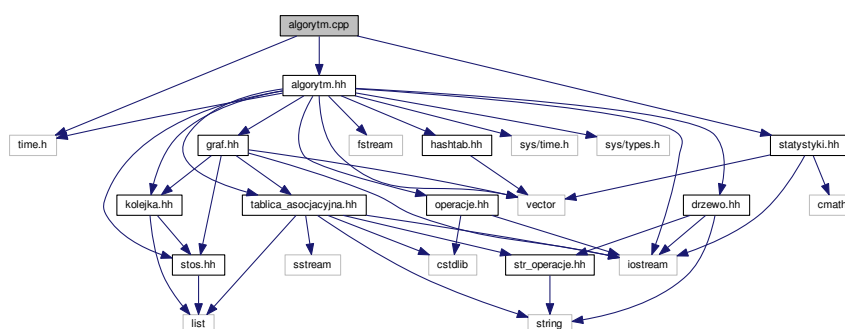 algorytm.cpp
algorytm.hh
time.h
graf.hh
fstream
hashtab.hh
sys/time.h
sys/types.h
statystyki.hh
kolejka.hh
tablica_asocjacyjna.hh
operacje.hh
vector
drzewo.hh
cmath
stos.hh
sstream
cstdlib
str_operacje.hh
iostream
list
string